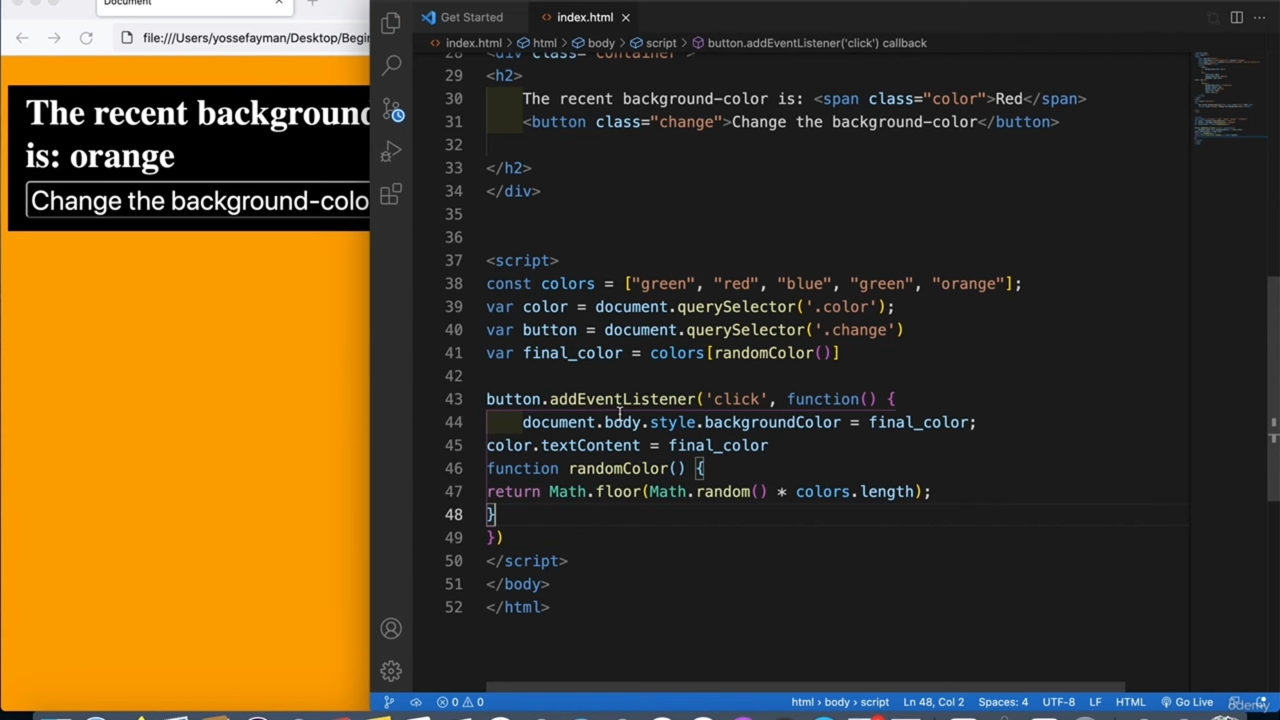 Document
Get Started
index.html
file:///Users/yossefayman/Desktop/Begin
index.html > html > body > script > button.addEventListener('click') callback
The recent background
is: orange
Change the background-colo
28 <div class="container">
29 <h2>
30 The recent background-color is: <span class="color">Red</span>
31 <button class="change">Change the background-color</button>
32
33 </h2>
34 </div>
35
36
37 <script>
38 const colors = ["green", "red", "blue", "green", "orange"];
39 var color = document.querySelector('.color');
40 var button = document.querySelector('.change')
41 var final_color = colors[randomColor()]
42
43 button.addEventListener('click', function() {
44 document.body.style.backgroundColor = final_color;
45 color.textContent = final_color
46 function randomColor() {
47 return Math.floor(Math.random() * colors.length);
48 }
49 })
50 </script>
51 </body>
52 </html>
0 0
html > body > script Ln 48, Col 2 Spaces: 4 UTF-8 LF HTML Go Live
ûdemy